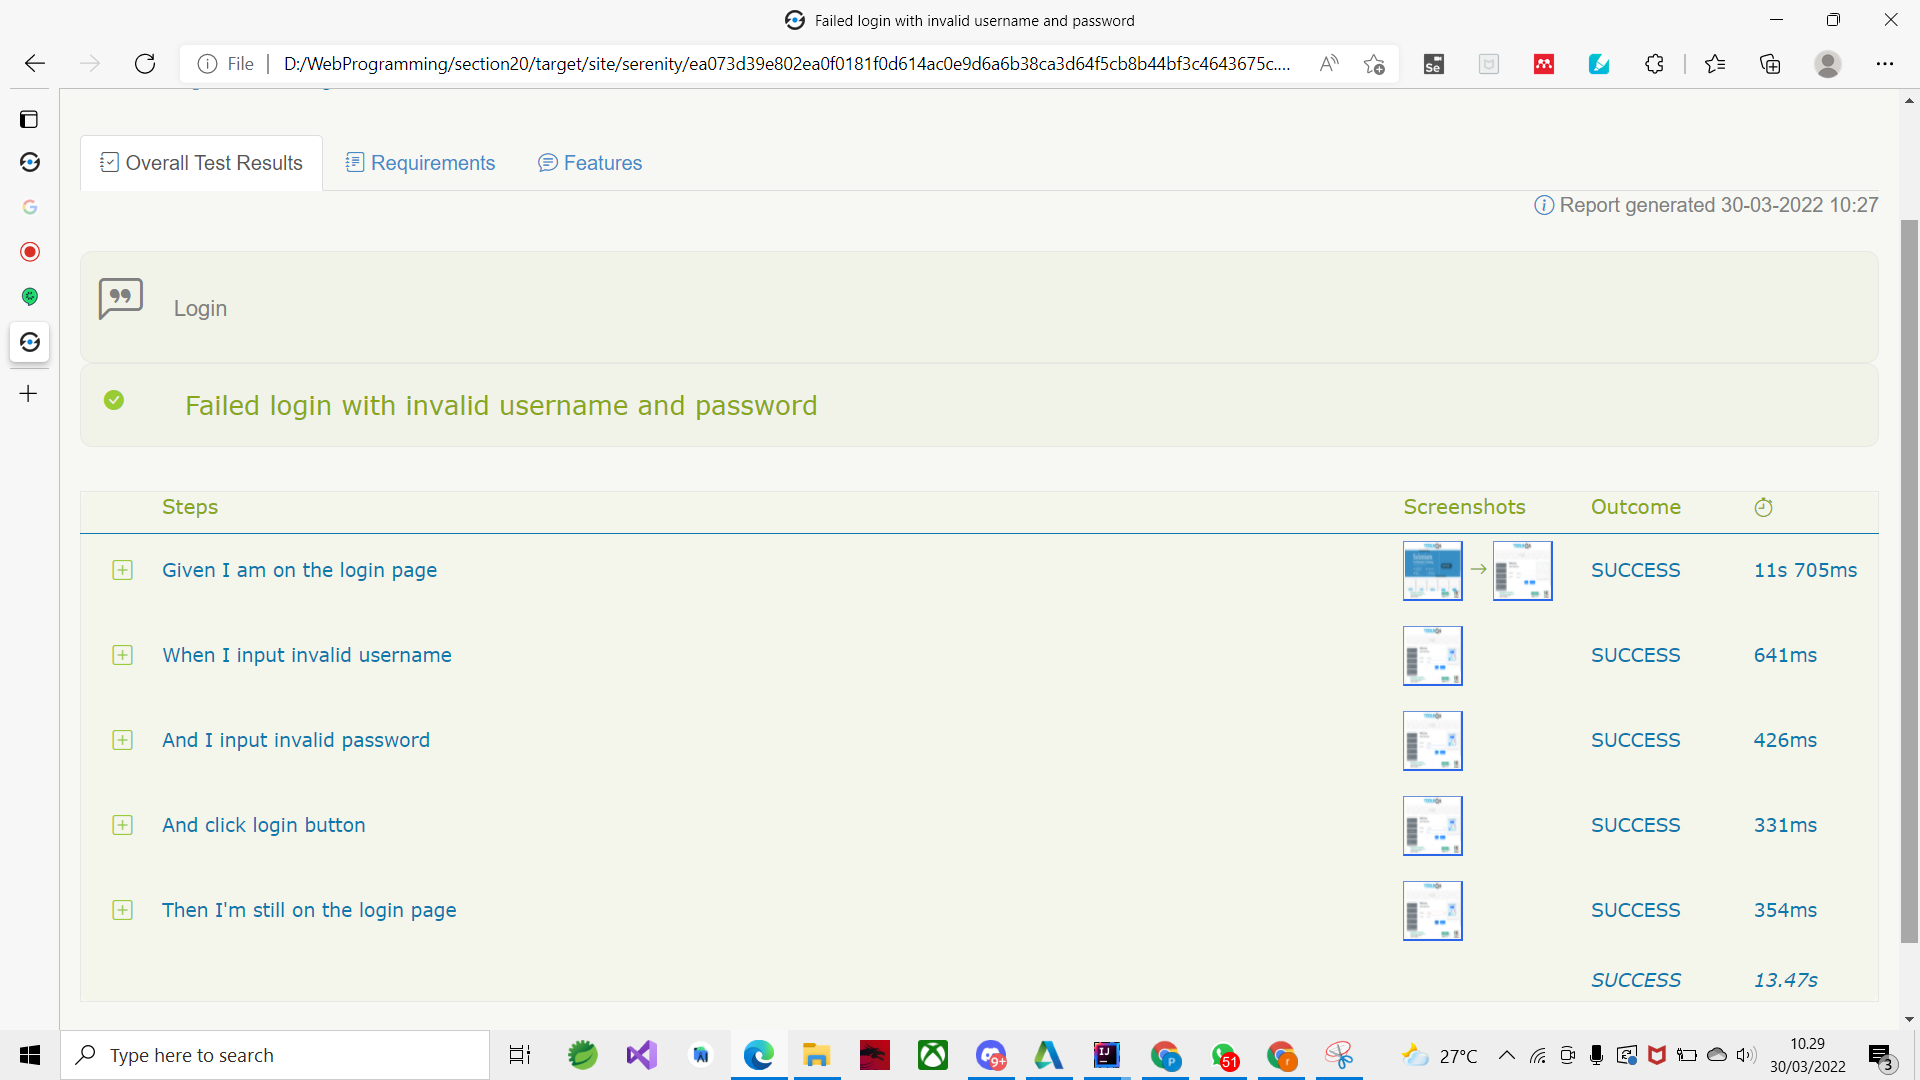 Failed login with invalid username and password
File
D:/WebProgramming/section20/target/site/serenity/ea073d39e802ea0f0181f0d614ac0e9d6a6b38ca3d64f5cb8b44bf3c4643675c....
Overall Test Results
Requirements
Features
Report generated 30-03-2022 10:27
Login
Failed login with invalid username and password
Steps Screenshots Outcome
Given I am on the login page SUCCESS 11s 705ms
When I input invalid username SUCCESS 641ms
And I input invalid password SUCCESS 426ms
And click login button SUCCESS 331ms
Then I'm still on the login page SUCCESS 354ms
SUCCESS 13.47s
Type here to search
9+
51
27°C
10.29
30/03/2022
3